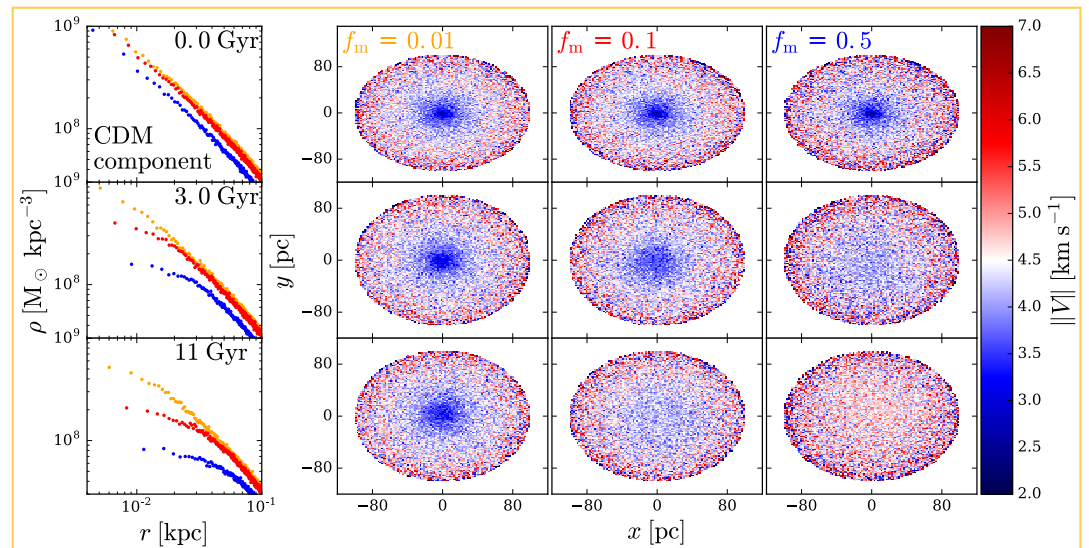 10⁹
0.0 Gyr
10⁸
CDM
component
10⁹
3.0 Gyr
10⁸
10⁹
11 Gyr
10⁸
10⁻² 10⁻¹
r [kpc]
ρ [M⊙ kpc⁻³]
fₘ = 0.01 fₘ = 0.1 fₘ = 0.5
80
0
−80
80
0
−80
80
0
−80
y [pc]
−80 0 80 −80 0 80 −80 0 80
x [pc]
7.0
6.5
6.0
5.5
5.0
4.5
4.0
3.5
3.0
2.5
2.0
||V|| [km s⁻¹]